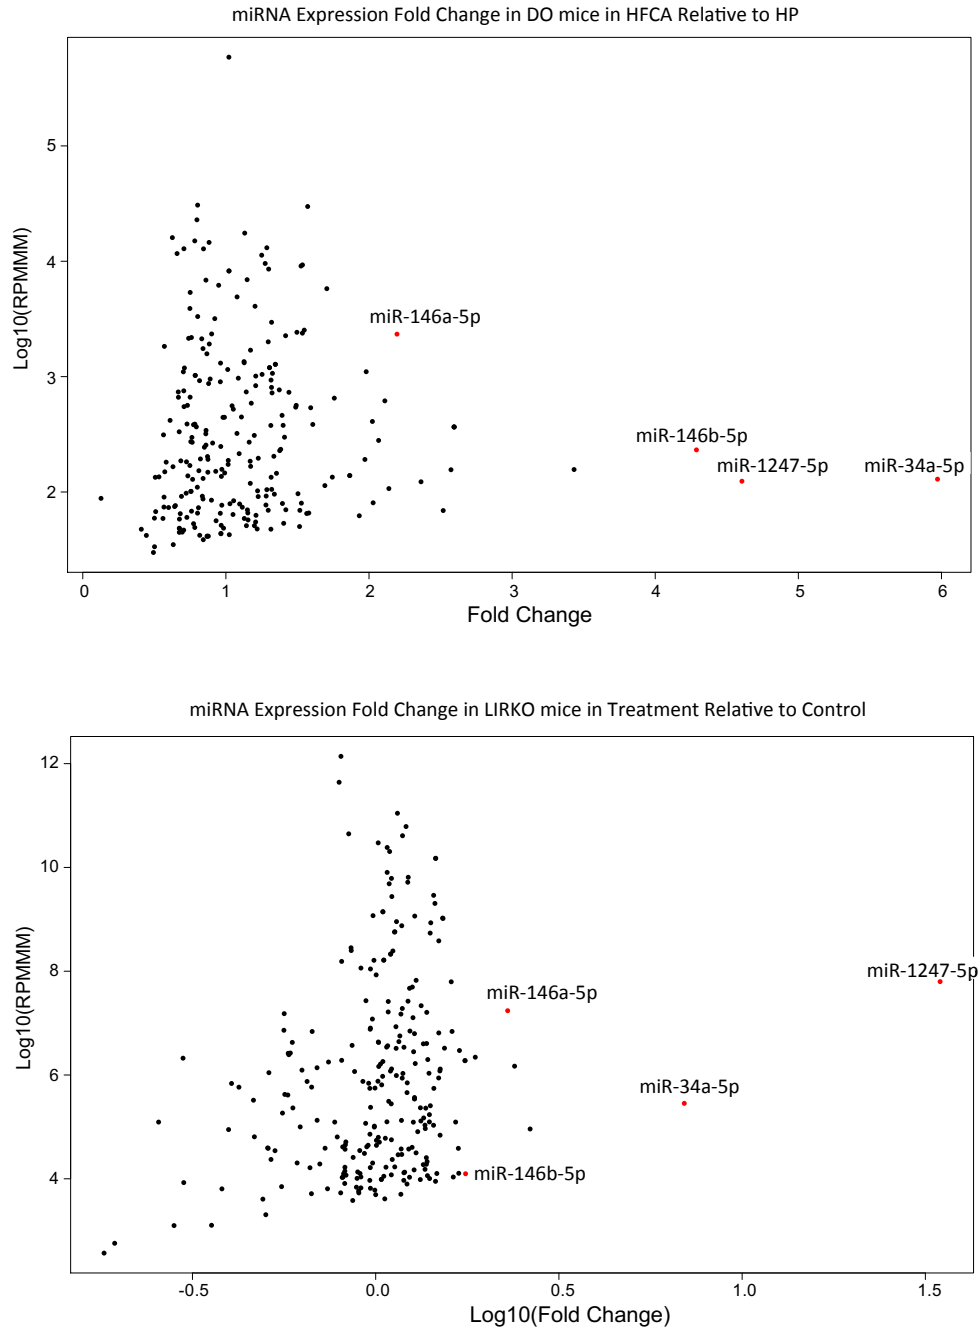 miRNA Expression Fold Change in DO mice in HFCA Relative to HP
5
4
3
2
Log10(RPMMM)
miR-146a-5p
miR-146b-5p
miR-1247-5p
miR-34a-5p
0 1 2 3 4 5 6
Fold Change
miRNA Expression Fold Change in LIRKO mice in Treatment Relative to Control
12
10
8
6
4
Log10(RPMMM)
miR-1247-5p
miR-146a-5p
miR-34a-5p
miR-146b-5p
-0.5 0.0 0.5 1.0 1.5
Log10(Fold Change)